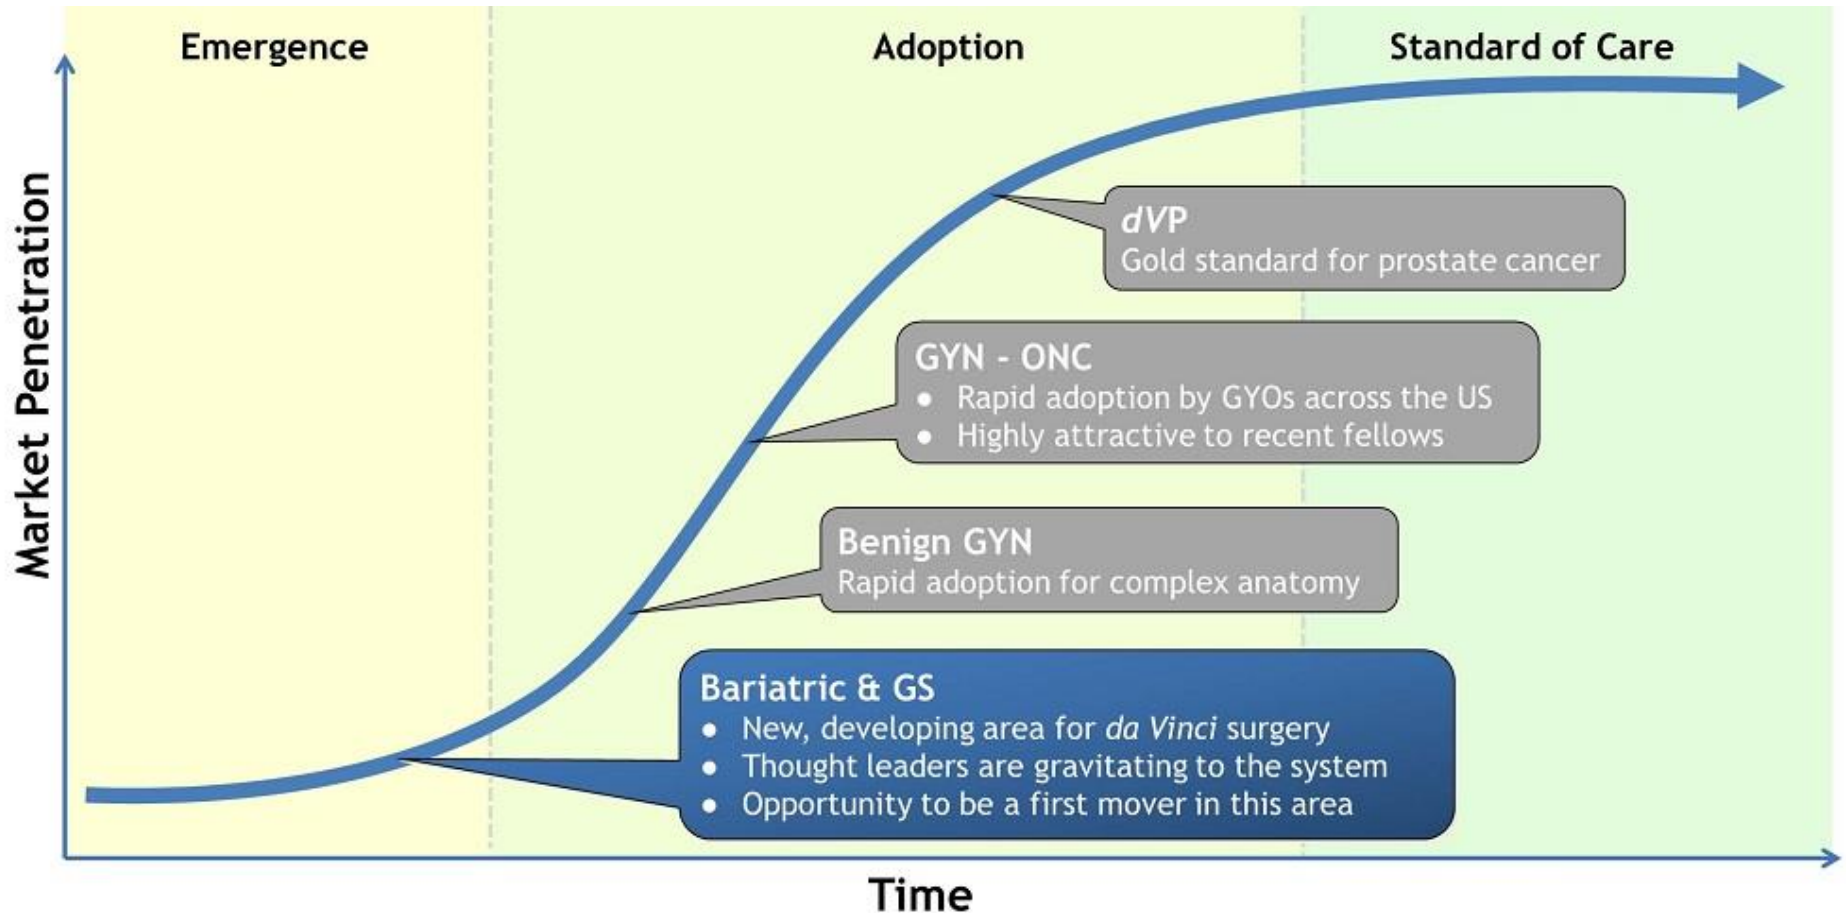 Emergence
Adoption
Standard of Care
Market Penetration
dVP
Gold standard for prostate cancer
GYN - ONC
● Rapid adoption by GYOs across the US
● Highly attractive to recent fellows
Benign GYN
Rapid adoption for complex anatomy
Bariatric & GS
● New, developing area for da Vinci surgery
● Thought leaders are gravitating to the system
● Opportunity to be a first mover in this area
Time